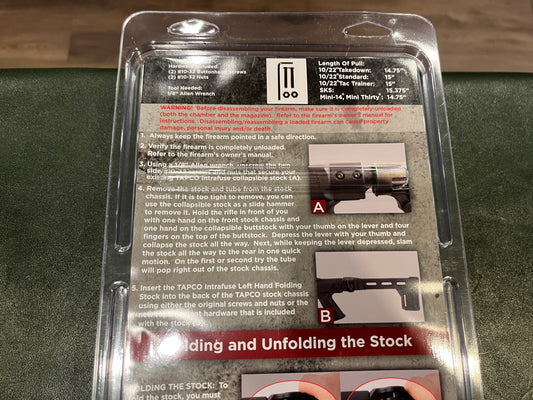 Hardware Included:
(2) #10-32 Buttonhead Screws
(2) #10-32 Nuts
Tool Needed:
1/8" Allen Wrench
Length Of Pull:
10/22® Takedown: 14.75"
10/22® Standard: 15"
10/22® Tac Trainer: 15"
SKS: 15.375"
Mini-14®, Mini Thirty®: 14.75"
WARNING! Before disassembling your firearm, make sure it is completely unloaded
(both the chamber and the magazine). Refer to the firearm's owner's manual for
instructions. Disassembling/reassembling a loaded firearm can cause property
damage, personal injury and/or death.
1. Always keep the firearm pointed in a safe direction.
2. Verify the firearm is completely unloaded.
Refer to the firearm's owner's manual.
3. Using a 1/8" Allen wrench, unscrew the two
side #10-32 screws and nuts that secure your
existing TAPCO Intrafuse collapsible stock (A).
4. Remove the stock and tube from the stock
chassis. If it is too tight to remove, you can
use the collapsible stock as a slide hammer
to remove it. Hold the rifle in front of you
with one hand on the front stock chassis and
one hand on the collapsible buttstock with your thumb on the lever and four
fingers on the top of the buttstock. Depress the lever with your thumb and
collapse the stock all the way. Next, while keeping the lever depressed, slam
the stock all the way to the rear in one quick
motion. On the first or second try the tube
will pop right out of the stock chassis.
5. Insert the TAPCO Intrafuse Left Hand Folding
Stock into the back of the TAPCO stock chassis
using either the original screws and nuts or the
new hardware that is included
with the stock
A
B
Folding and Unfolding the Stock
FOLDING THE STOCK: To
fold the stock, you must